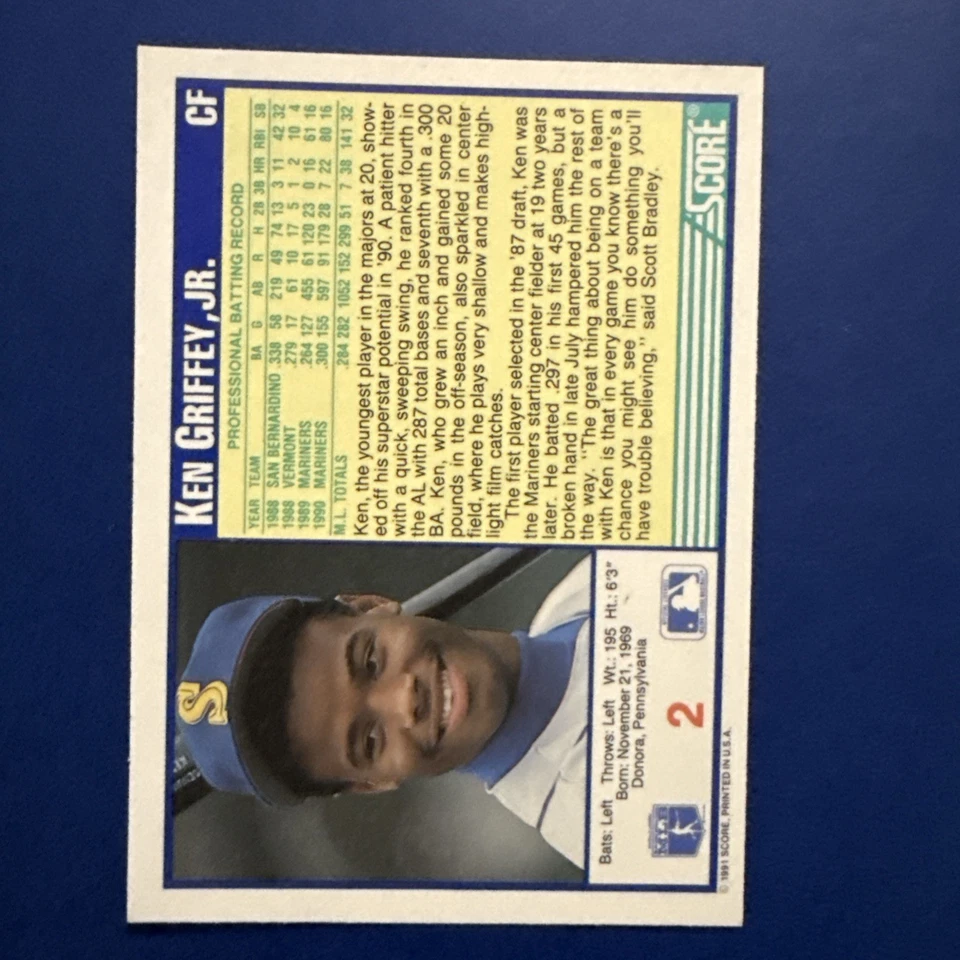 KEN GRIFFEY, JR. CF
PROFESSIONAL BATTING RECORD
YEAR TEAM BA G AB R H 2B 3B HR RBI SB
1988 SAN BERNARDINO .338 58 219 49 74 13 3 11 42 32
1988 VERMONT .279 17 61 10 17 5 1 2 10 4
1989 MARINERS .264 127 455 61 120 23 0 16 61 16
1990 MARINERS .300 155 597 91 179 28 7 22 80 16
M.L. TOTALS .284 282 1052 152 299 51 7 38 141 32
Ken, the youngest player in the majors at 20, show-
ed off his superstar potential in '90. A patient hitter
with a quick, sweeping swing, he ranked fourth in
the AL with 287 total bases and seventh with a .300
BA. Ken, who grew an inch and gained some 20
pounds in the off-season, also sparkled in center
field, where he plays very shallow and makes high-
light film catches.
The first player selected in the '87 draft, Ken was
the Mariners starting center fielder at 19 two years
later. He batted .297 in his first 45 games, but a
broken hand in late July hampered him the rest of
the way. "The great thing about being on a team
with Ken is that in every game you know there's a
chance you might see him do something you'll
have trouble believing," said Scott Bradley.
SCORE®
S
Bats: Left Throws: Left Wt.: 195 Ht.: 6'3"
Born: November 21, 1969
Donora, Pennsylvania
2
© 1991 SCORE, PRINTED IN U.S.A.